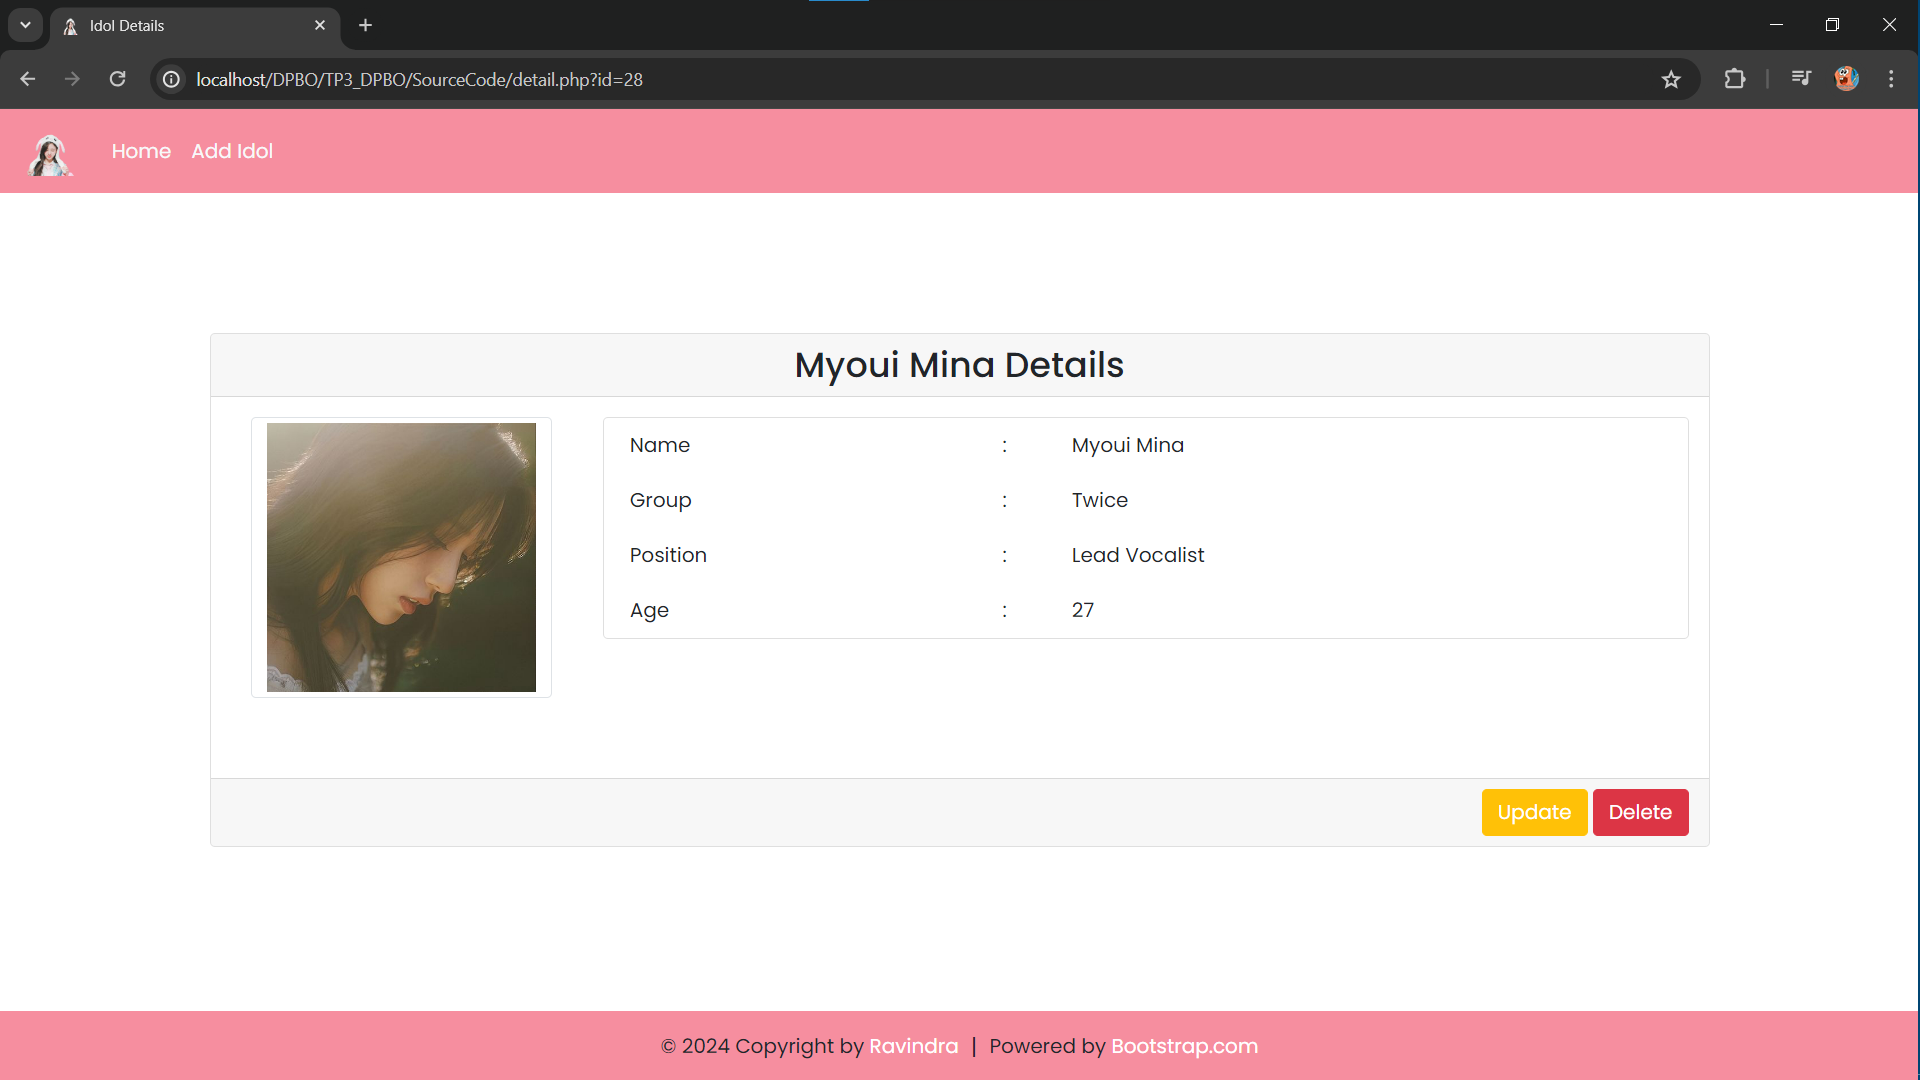 Idol Details
localhost/DPBO/TP3_DPBO/SourceCode/detail.php?id=28
Home Add Idol
Myoui Mina Details
Name : Myoui Mina
Group : Twice
Position : Lead Vocalist
Age : 27
Update Delete
© 2024 Copyright by Ravindra | Powered by Bootstrap.com